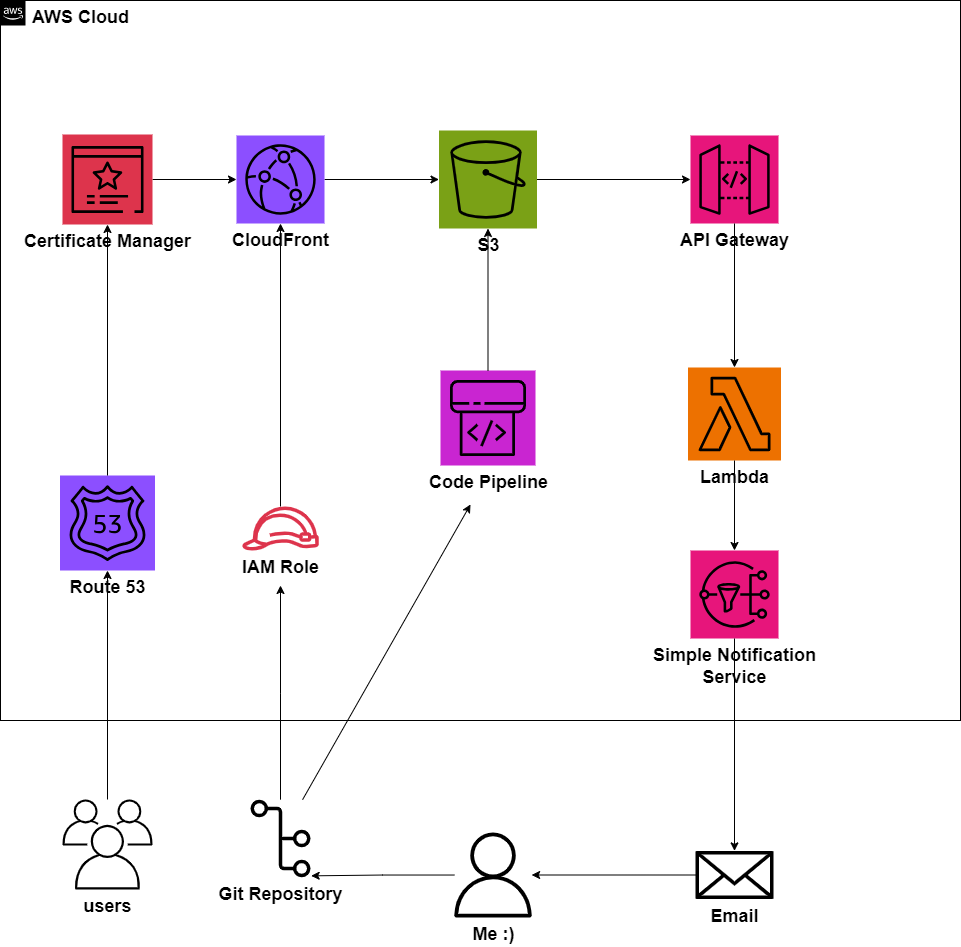 aws
AWS Cloud
Certificate Manager
CloudFront
S3
</>
API Gateway
</>
Code Pipeline
Lambda
53
Route 53
IAM Role
Simple Notification
Service
users
Git Repository
Me :)
Email